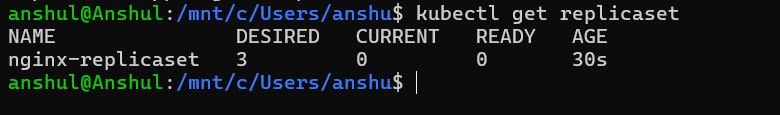 anshul@Anshul:/mnt/c/Users/anshu$ kubectl get replicaset
NAME DESIRED CURRENT READY AGE
nginx-replicaset 3 0 0 30s
anshul@Anshul:/mnt/c/Users/anshu$